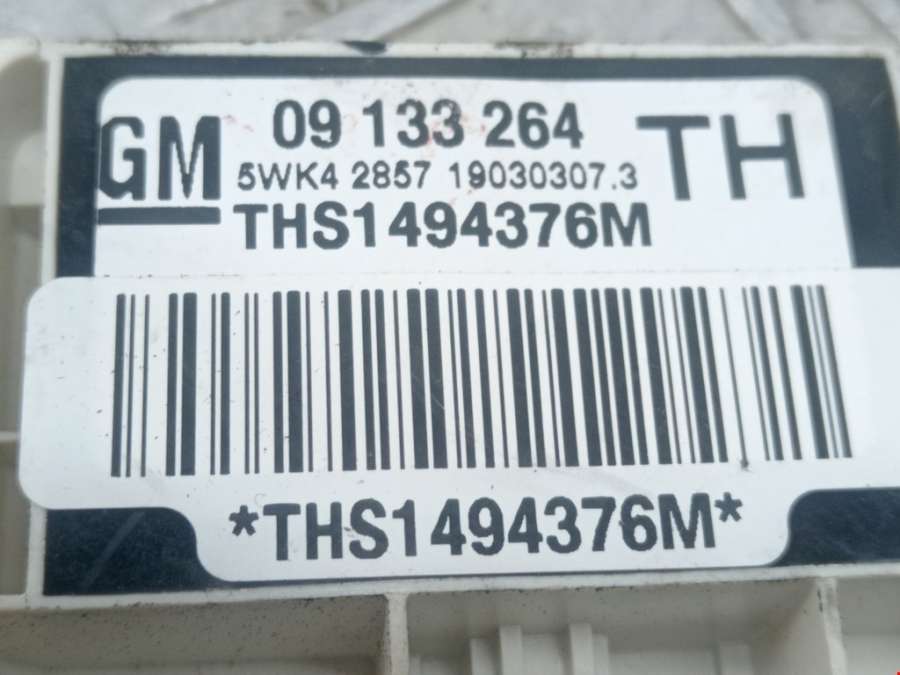 GM 09 133 264 TH
5WK4 2857 19030307.3
THS1494376M
*THS1494376M*